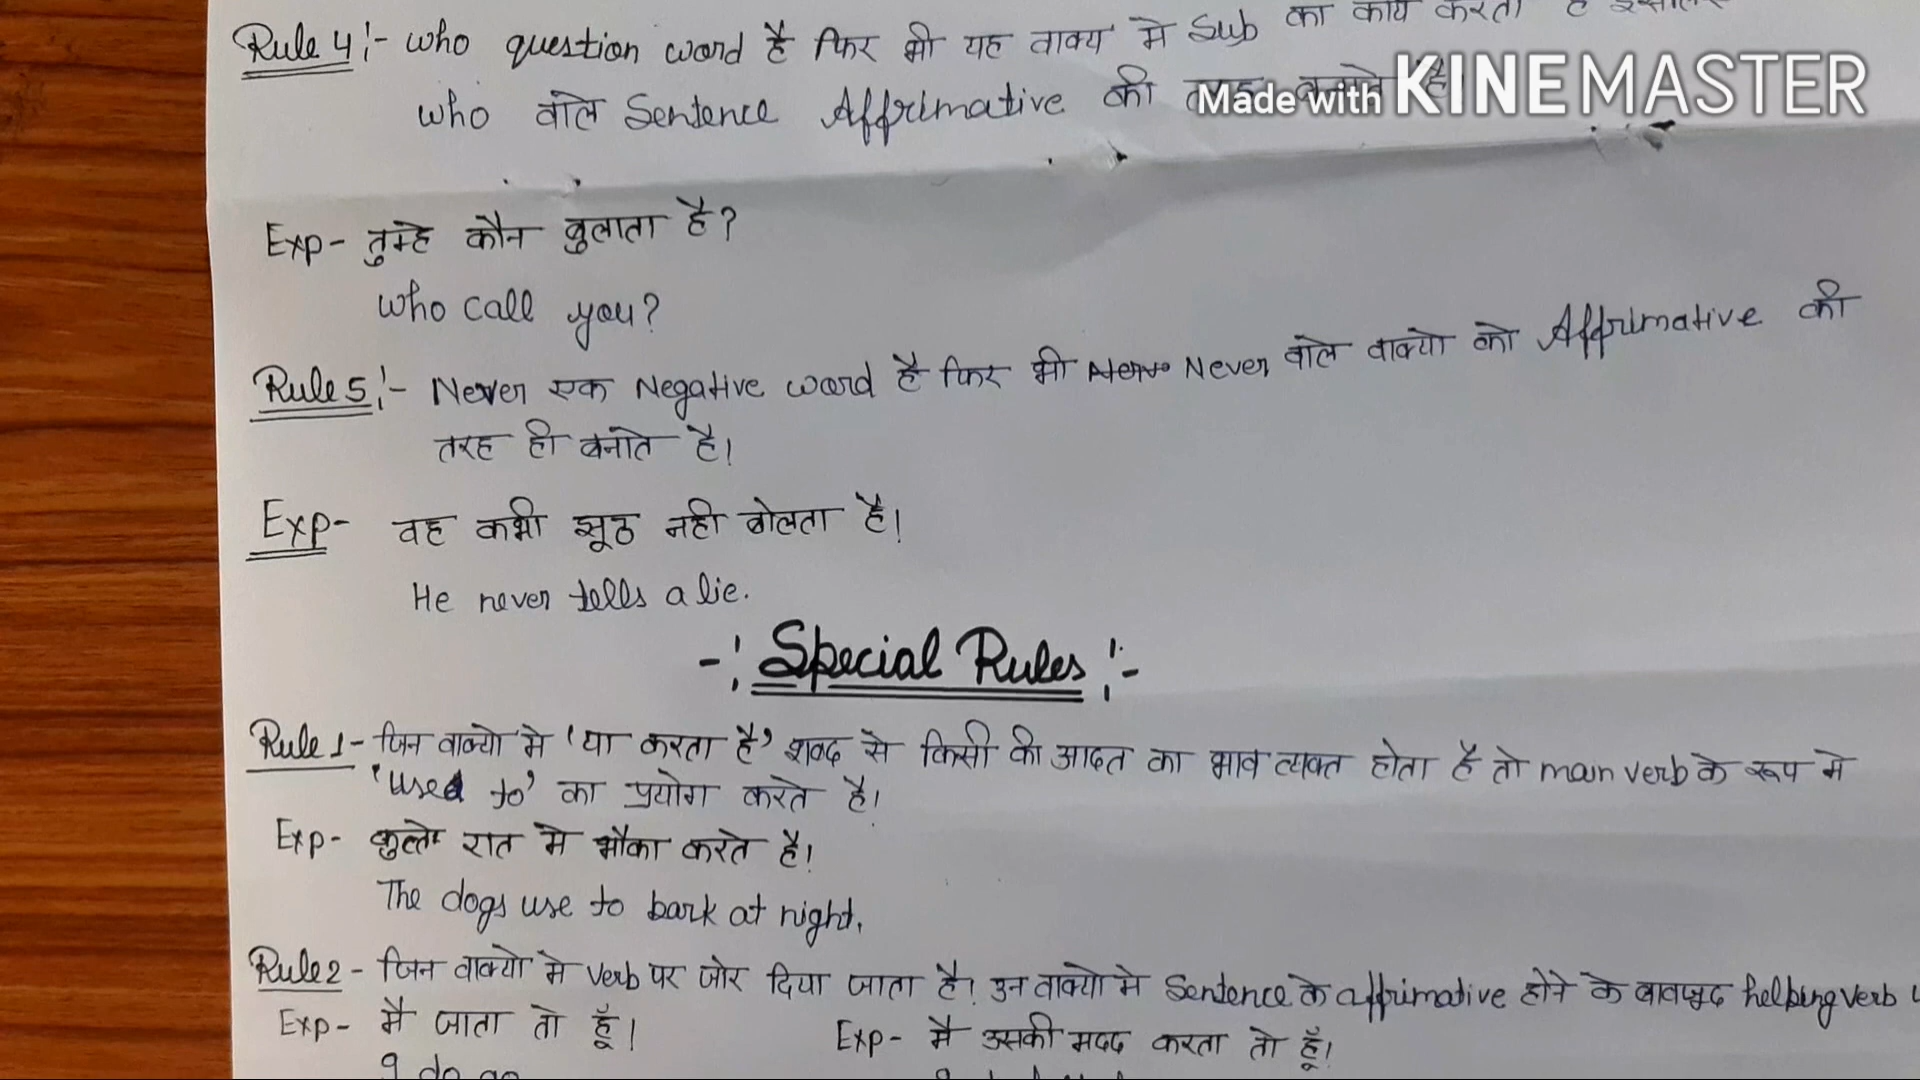 Rule 4:- Who question word है फिर भी यह वाक्य मे Sub का कार्य करता है
Made with KINEMASTER
Who वाले Sentence Affrimative की
Exp- तुम्हे कौन बुलाता है?
Who call you?
Rule 5:- Never एक Negative word है फिर भी Never वाले वाक्यो को Affrimative की
तरह ही बनाते है।
Exp- वह कभी झूठ नही बोलता है।
He never tells a lie.
-: Special Rules :-
Rule 1- जिन वाक्यो मे 'या करता है' शब्द से किसी की आदत का भाव व्यक्त होता है तो main verb के रूप मे
'Used to' का प्रयोग करते है।
Exp- कुत्ते रात मे भौका करते है।
The dogs use to bark at night.
Rule 2- जिन वाक्यो मे verb पर जोर दिया जाता है। उन वाक्यो मे Sentence के affrimative होने के बावजूद helping verb
Exp- मै जाता तो हूँ। Exp- मै उसकी मदद करता तो हूँ।